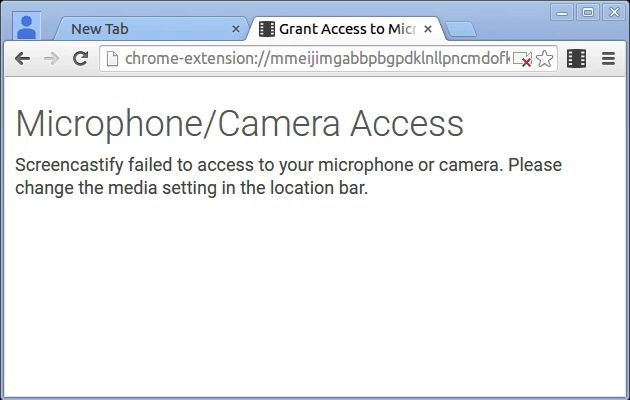 New Tab
Grant Access to Mic
chrome-extension://mmeijimgabbpbgpdklnllpncmdofk
Microphone/Camera Access
Screencastify failed to access to your microphone or camera. Please
change the media setting in the location bar.